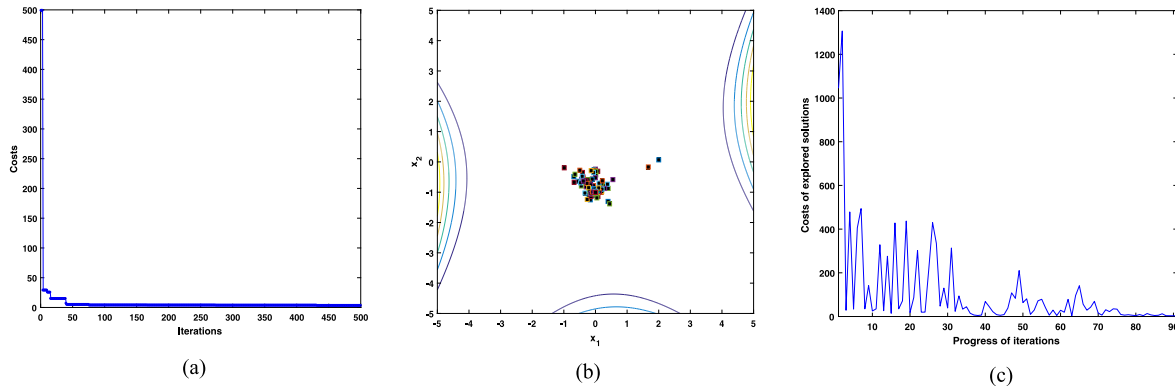 500
450
400
350
300
250
200
150
100
50
0
0 50 100 150 200 250 300 350 400 450 500
Costs
Iterations
(a)
5
4
3
2
1
0
-1
-2
-3
-4
-5
-5 -4 -3 -2 -1 0 1 2 3 4 5
x2
x1
(b)
1400
1200
1000
800
600
400
200
0
10 20 30 40 50 60 70 80 90
Costs of explored solutions
Progress of iterations
(c)